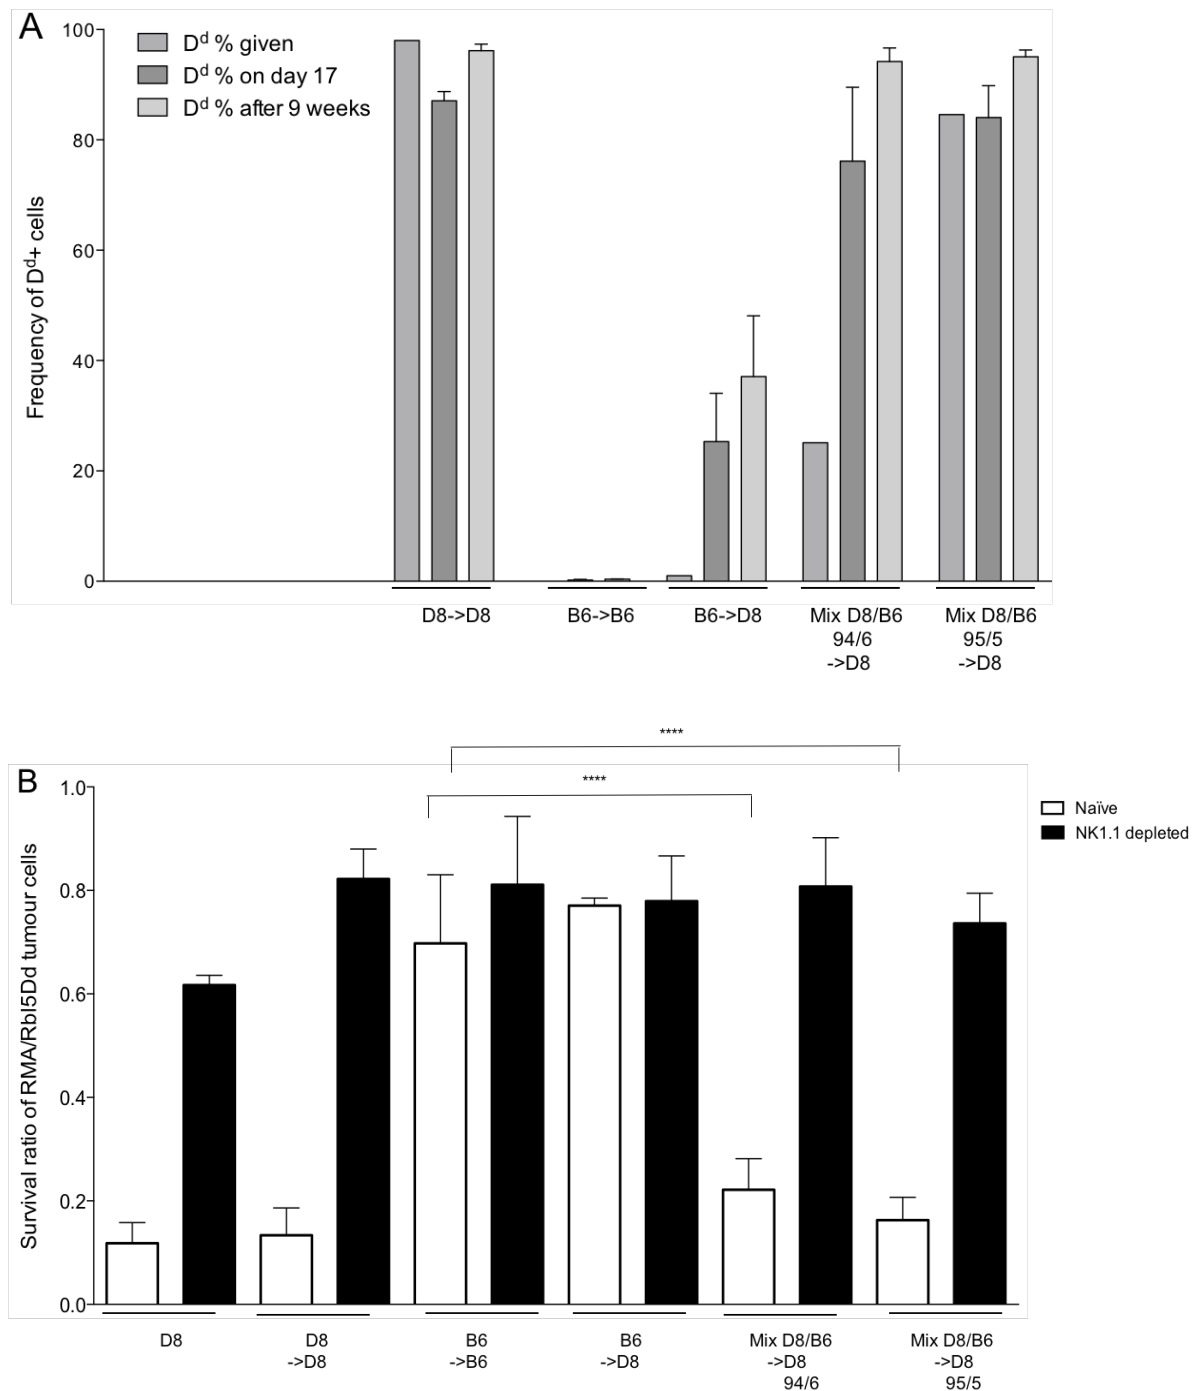 A
100
80
60
40
20
0
Frequency of Dd+ cells
Dd % given
Dd % on day 17
Dd % after 9 weeks
D8->D8
B6->B6
B6->D8
Mix D8/B6
94/6
->D8
Mix D8/B6
95/5
->D8
****
****
B
1.0
0.8
0.6
0.4
0.2
0.0
Survival ratio of RMA/Rbl5Dd tumour cells
Naïve
NK1.1 depleted
D8
D8
->D8
B6
->B6
B6
->D8
Mix D8/B6
->D8
94/6
Mix D8/B6
->D8
95/5